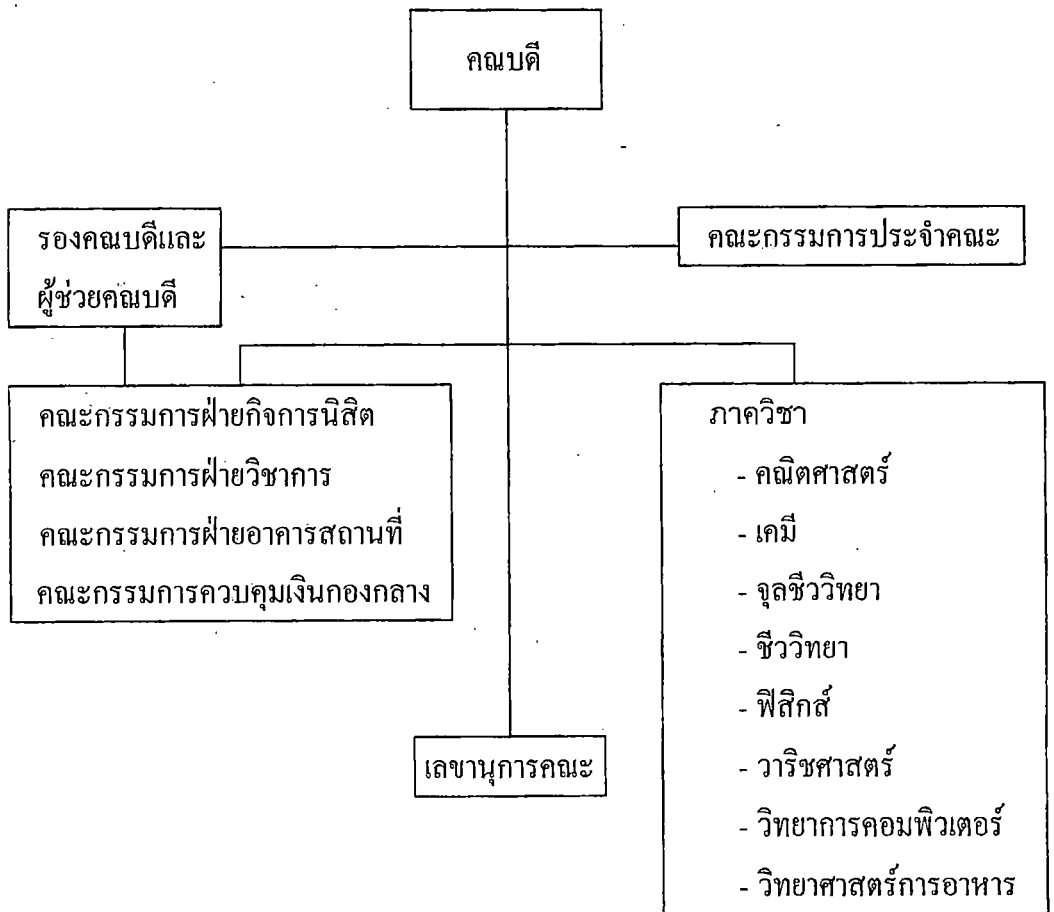 คณบดี
รองคณบดีและ
ผู้ช่วยคณบดี
คณะกรรมการประจำคณะ
คณะกรรมการฝ่ายกิจการนิสิต
คณะกรรมการฝ่ายวิชาการ
คณะกรรมการฝ่ายอาคารสถานที่
คณะกรรมการควบคุมเงินกองกลาง
ภาควิชา
- คณิตศาสตร์
- เคมี
- จุลชีววิทยา
- ชีววิทยา
- ฟิสิกส์
- วาริชศาสตร์
- วิทยาการคอมพิวเตอร์
- วิทยาศาสตร์การอาหาร
เลขานุการคณะ